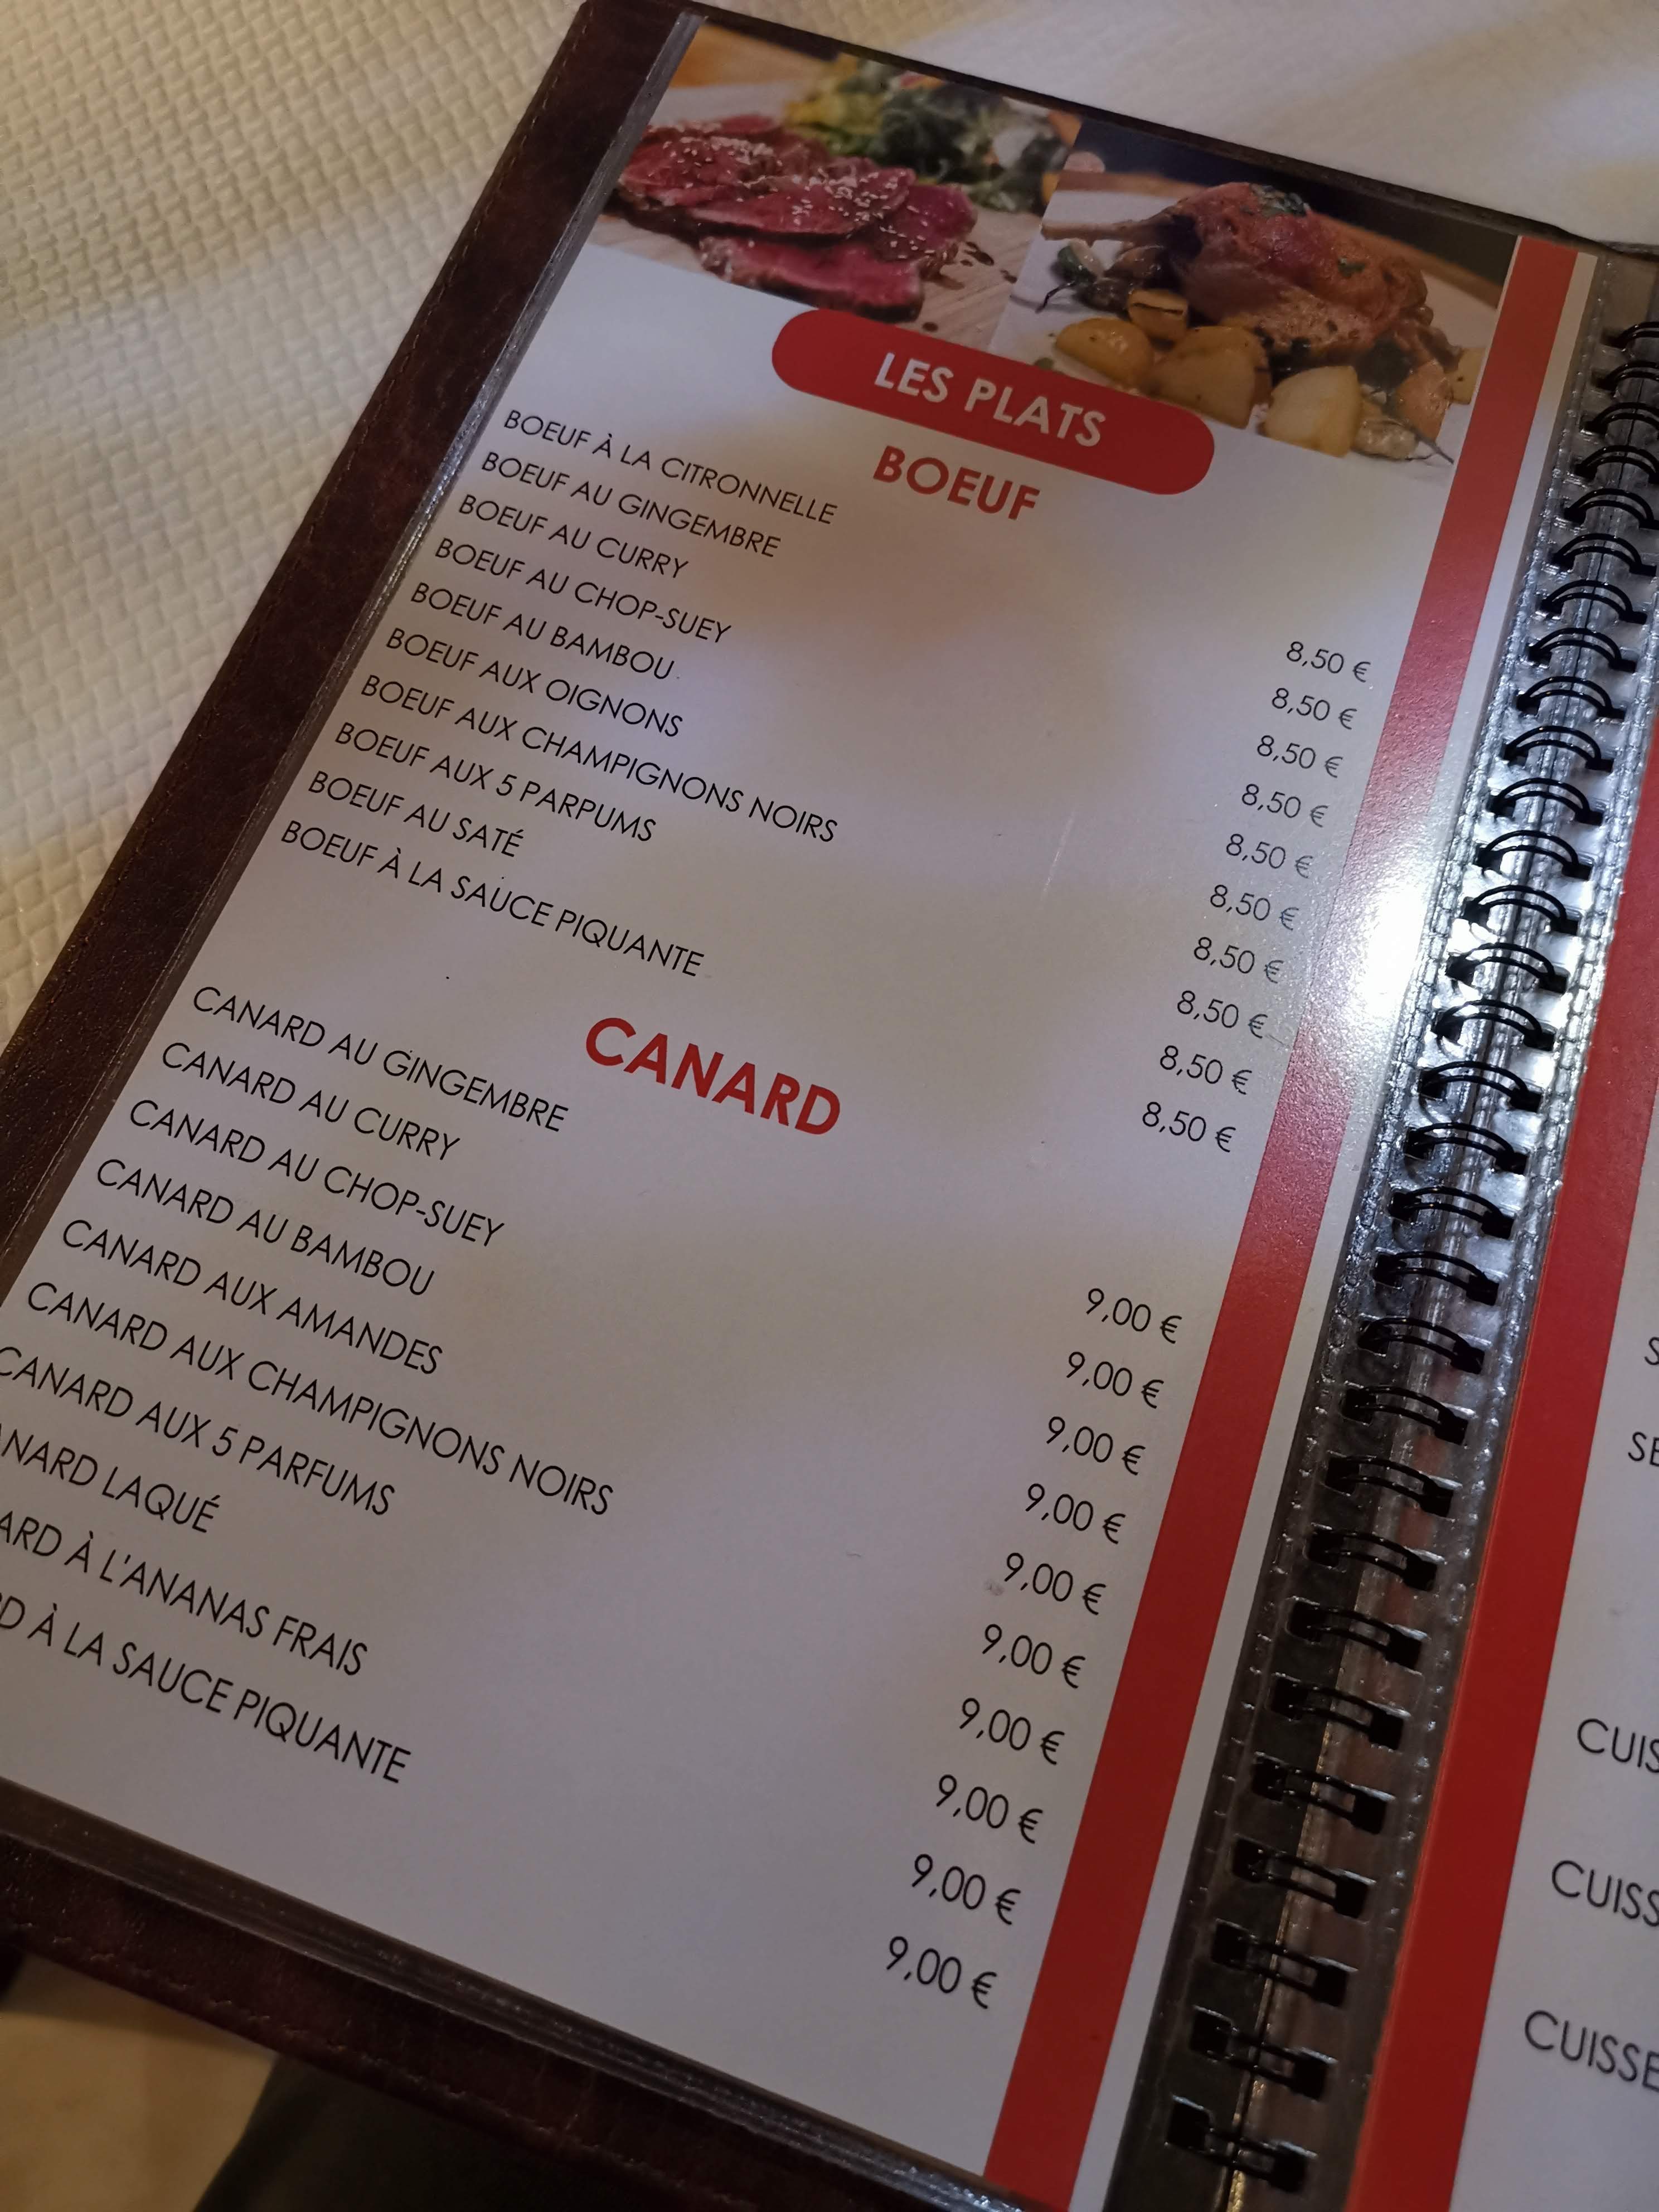 LES PLATS
BOEUF
BOEUF À LA CITRONNELLE 8,50 €
BOEUF AU GINGEMBRE 8,50 €
BOEUF AU CURRY 8,50 €
BOEUF AU CHOP-SUEY 8,50 €
BOEUF AU BAMBOU 8,50 €
BOEUF AUX OIGNONS 8,50 €
BOEUF AUX CHAMPIGNONS NOIRS 8,50 €
BOEUF AUX 5 PARPUMS 8,50 €
BOEUF AU SATÉ 8,50 €
BOEUF À LA SAUCE PIQUANTE 8,50 €
CANARD
CANARD AU GINGEMBRE 9,00 €
CANARD AU CURRY 9,00 €
CANARD AU CHOP-SUEY 9,00 €
CANARD AU BAMBOU 9,00 €
CANARD AUX AMANDES 9,00 €
CANARD AUX CHAMPIGNONS NOIRS 9,00 €
CANARD AUX 5 PARFUMS 9,00 €
ANARD LAQUÉ 9,00 €
ARD À L'ANANAS FRAIS 9,00 €
D À LA SAUCE PIQUANTE 9,00 €
S
SE
CUIS
CUISS
CUISSE